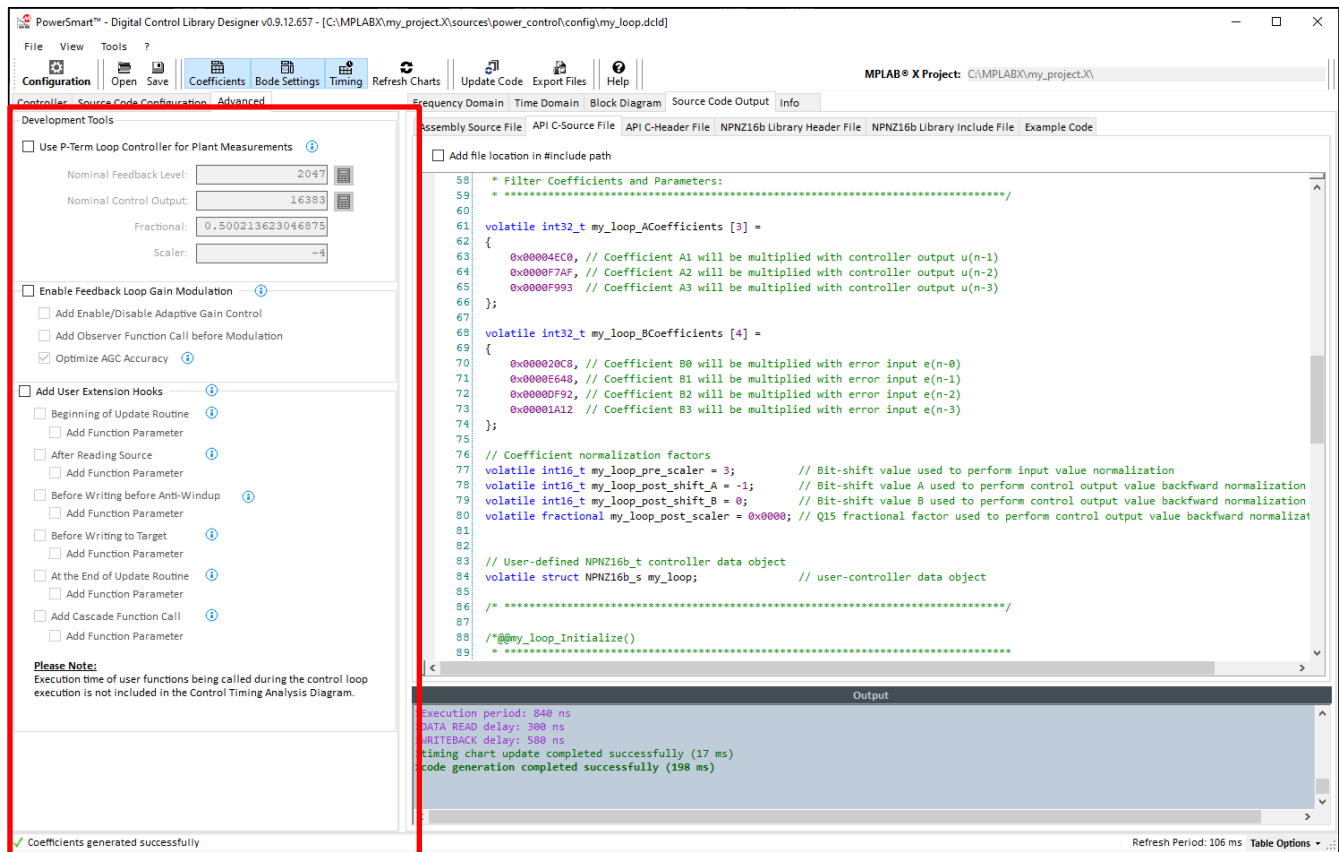 PowerSmart™ - Digital Control Library Designer v0.9.12.657 - [C:\MPLABX\my_project.X\sources\power_control\config\my_loop.dcld]
File View Tools ?
Configuration Open Save Coefficients Bode Settings Timing Refresh Charts Update Code Export Files Help MPLAB® X Project: C:\MPLABX\my_project.X\
Controller Source Code Configuration Advanced
Development Tools
Use P-Term Loop Controller for Plant Measurements
Nominal Feedback Level: 2047
Nominal Control Output: 16383
Fractional: 0.500213623046875
Scaler: -4
Enable Feedback Loop Gain Modulation
Add Enable/Disable Adaptive Gain Control
Add Observer Function Call before Modulation
Optimize AGC Accuracy
Add User Extension Hooks
Beginning of Update Routine
Add Function Parameter
After Reading Source
Add Function Parameter
Before Writing before Anti-Windup
Add Function Parameter
Before Writing to Target
Add Function Parameter
At the End of Update Routine
Add Function Parameter
Add Cascade Function Call
Add Function Parameter
Please Note:
Execution time of user functions being called during the control loop
execution is not included in the Control Timing Analysis Diagram.
Frequency Domain Time Domain Block Diagram Source Code Output Info
Assembly Source File API C-Source File API C-Header File NPNZ16b Library Header File NPNZ16b Library Include File Example Code
Add file location in #include path
58 * Filter Coefficients and Parameters:
59 * ********************************************************************************/
60
61 volatile int32_t my_loop_ACoefficients [3] =
62 {
63 0x00004EC0, // Coefficient A1 will be multiplied with controller output u(n-1)
64 0x0000F7AF, // Coefficient A2 will be multiplied with controller output u(n-2)
65 0x0000F993 // Coefficient A3 will be multiplied with controller output u(n-3)
66 };
67
68 volatile int32_t my_loop_BCoefficients [4] =
69 {
70 0x000020C8, // Coefficient B0 will be multiplied with error input e(n-0)
71 0x0000E648, // Coefficient B1 will be multiplied with error input e(n-1)
72 0x0000DF92, // Coefficient B2 will be multiplied with error input e(n-2)
73 0x00001A12 // Coefficient B3 will be multiplied with error input e(n-3)
74 };
75
76 // Coefficient normalization factors
77 volatile int16_t my_loop_pre_scaler = 3; // Bit-shift value used to perform input value normalization
78 volatile int16_t my_loop_post_shift_A = -1; // Bit-shift value A used to perform control output value backfward normalization
79 volatile int16_t my_loop_post_shift_B = 0; // Bit-shift value B used to perform control output value backfward normalization
80 volatile fractional my_loop_post_scaler = 0x0000; // Q15 fractional factor used to perform control output value backfward normalizat
81
82
83 // User-defined NPNZ16b_t controller data object
84 volatile struct NPNZ16b_s my_loop; // user-controller data object
85
86 /* ********************************************************************************/
87
88 /*@@my_loop_Initialize()
89 * ********************************************************************************
Output
Execution period: 840 ns
DATA READ delay: 300 ns
WRITEBACK delay: 580 ns
timing chart update completed successfully (17 ms)
code generation completed successfully (198 ms)
Coefficients generated successfully
Refresh Period: 106 ms Table Options